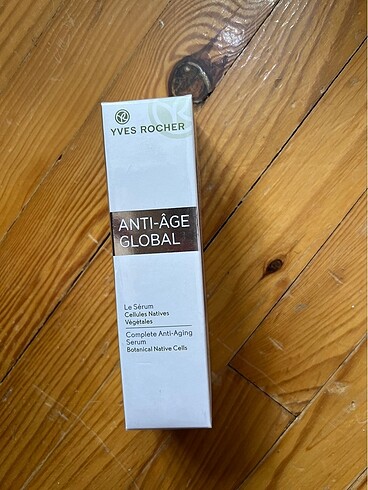 YVES ROCHER
ANTI-ÂGE
GLOBAL
Le Sérum
Cellules Natives
Végétales
Complete Anti-Aging
Serum
Botanical Native Cells